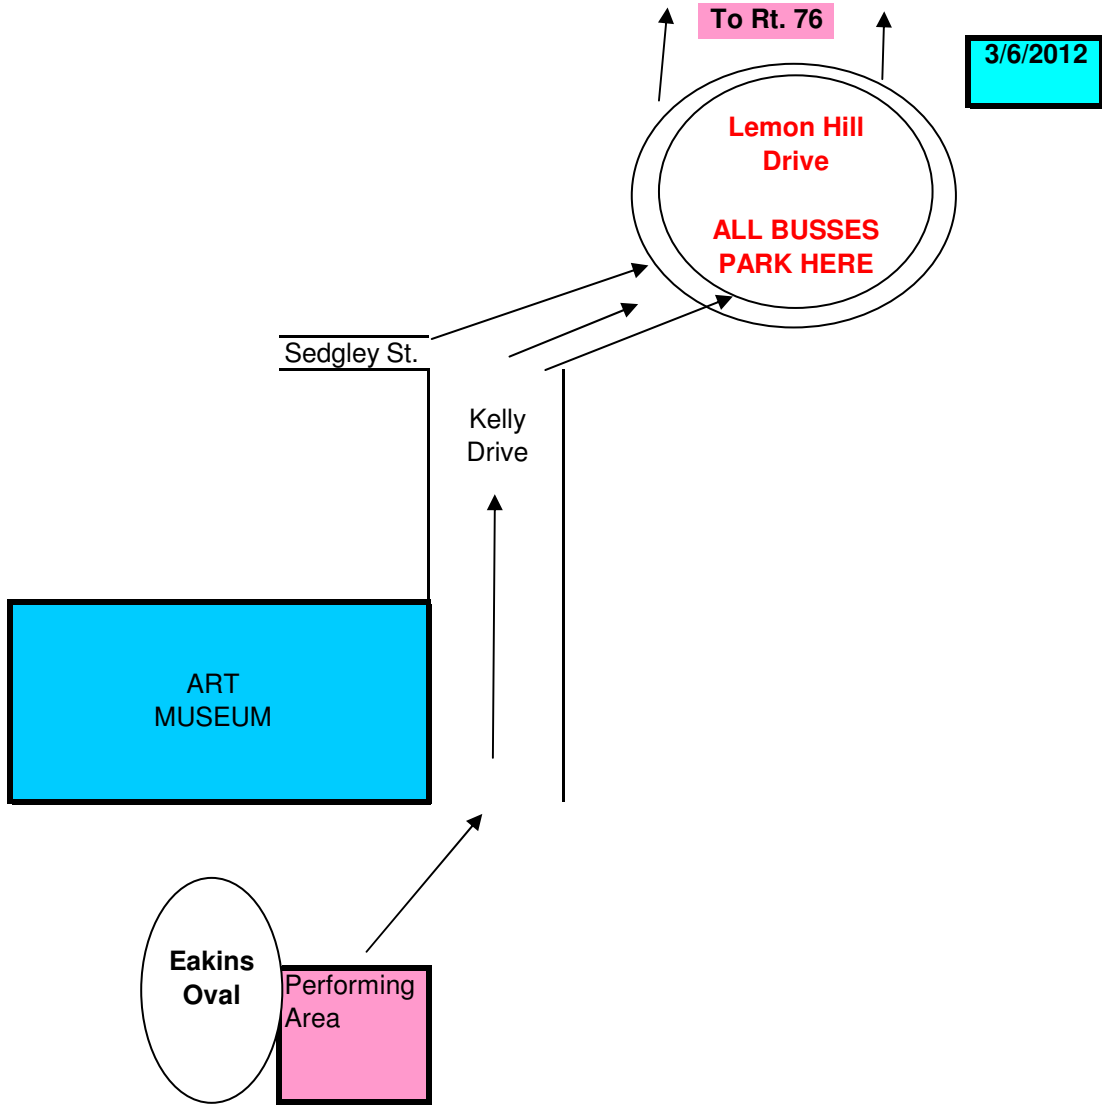 To Rt. 76
3/6/2012
Lemon Hill
Drive
ALL BUSSES
PARK HERE
Sedgley St.
Kelly
Drive
ART
MUSEUM
Eakins
Oval
Performing
Area